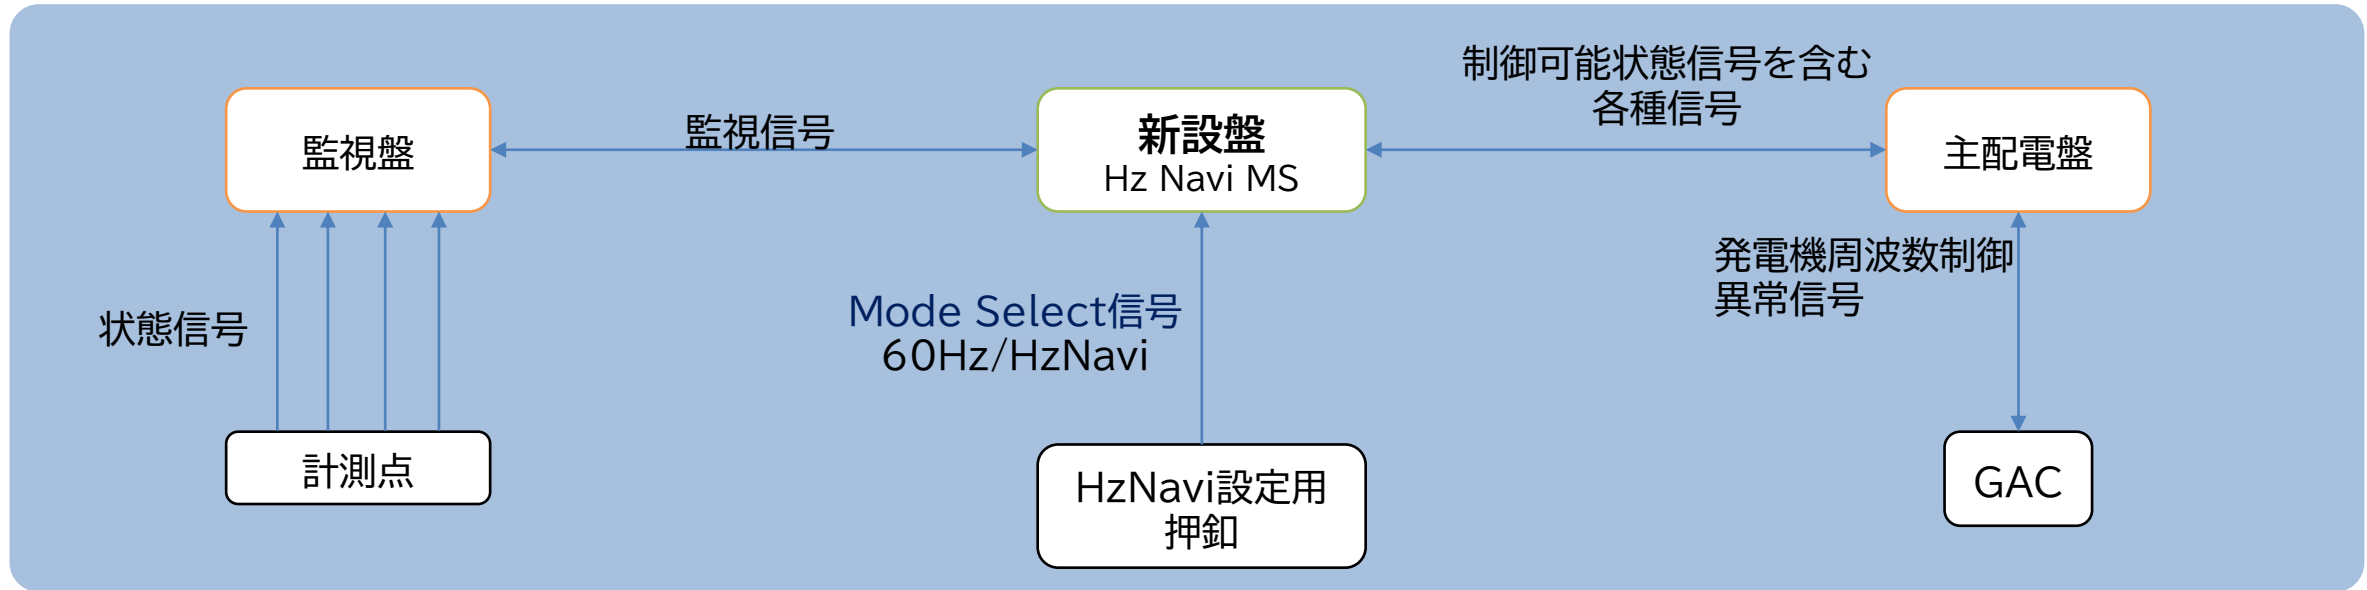 制御可能状態信号を含む
各種信号
監視盤
監視信号
新設盤
Hz Navi MS
主配電盤
発電機周波数制御
異常信号
Mode Select信号
60Hz/HzNavi
状態信号
計測点
HzNavi設定用
押釦
GAC